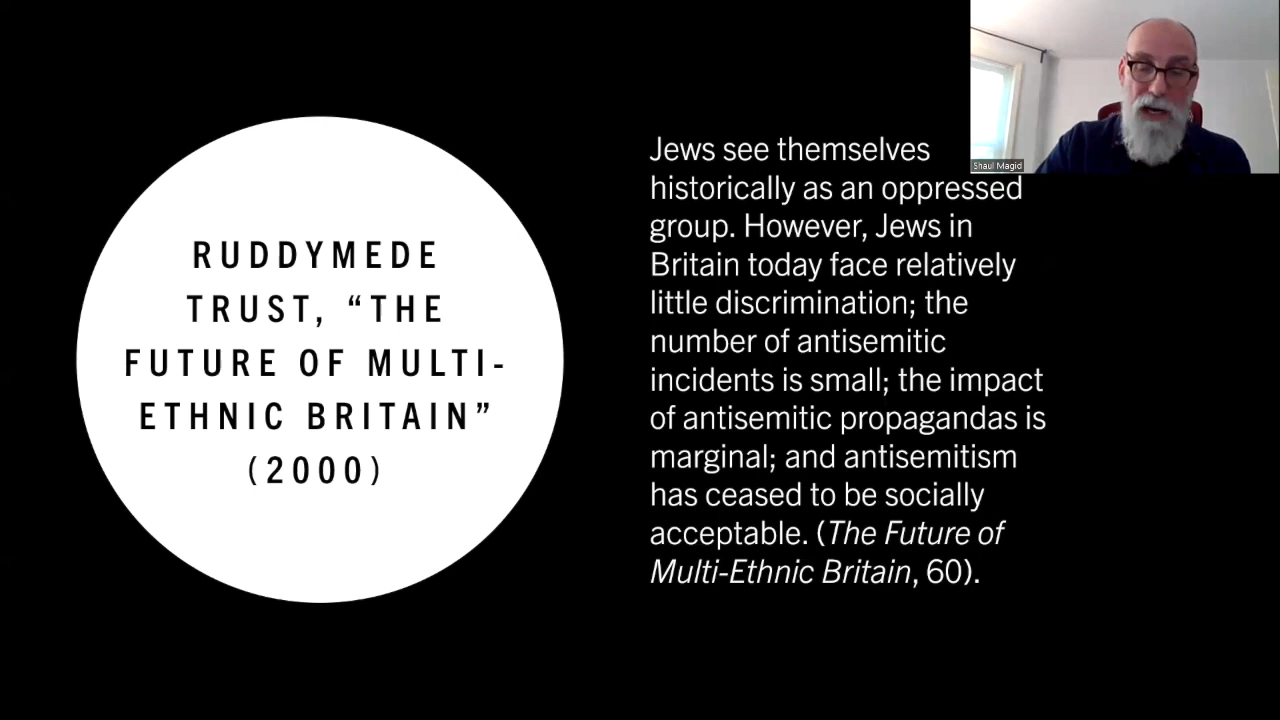 RUDDYMEDE
TRUST, “THE
FUTURE OF MULTI-
ETHNIC BRITAIN”
(2000)
Jews see themselves
historically as an oppressed
group. However, Jews in
Britain today face relatively
little discrimination; the
number of antisemitic
incidents is small; the impact
of antisemitic propagandas is
marginal; and antisemitism
has ceased to be socially
acceptable. (The Future of
Multi-Ethnic Britain, 60).
Shaul Magid